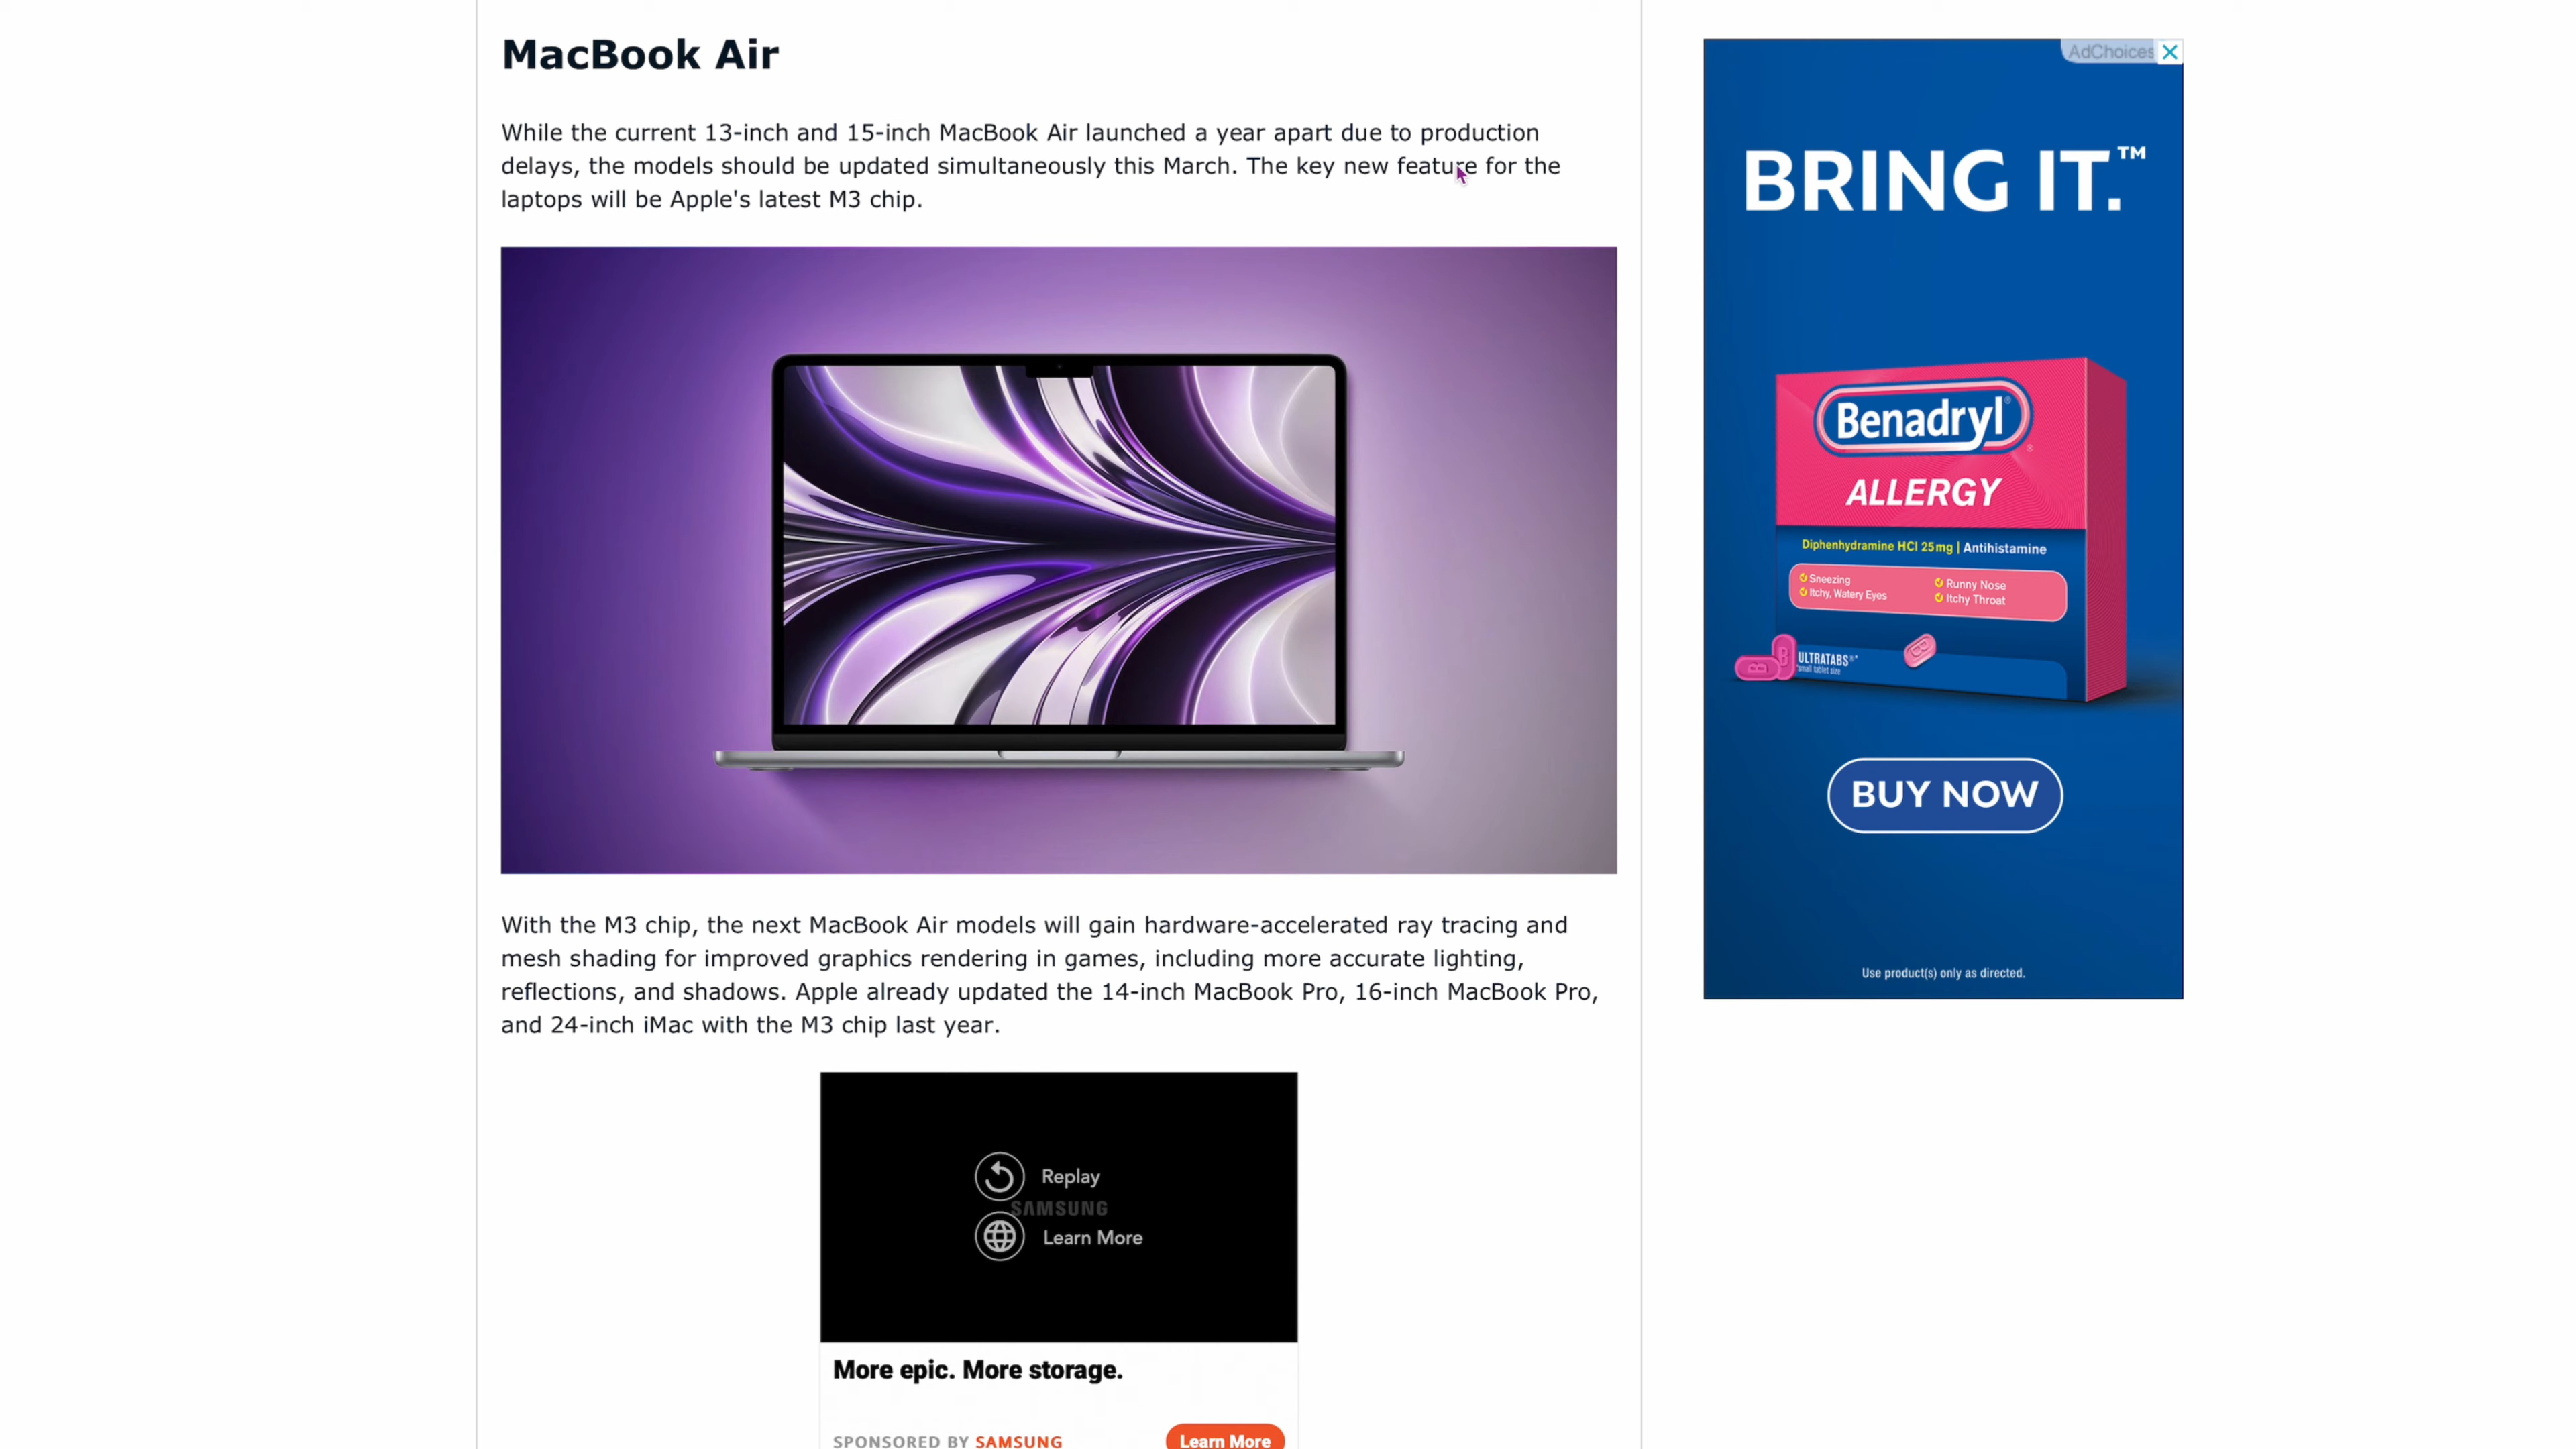 MacBook Air
While the current 13-inch and 15-inch MacBook Air launched a year apart due to production
delays, the models should be updated simultaneously this March. The key new feature for the
laptops will be Apple's latest M3 chip.
With the M3 chip, the next MacBook Air models will gain hardware-accelerated ray tracing and
mesh shading for improved graphics rendering in games, including more accurate lighting,
reflections, and shadows. Apple already updated the 14-inch MacBook Pro, 16-inch MacBook Pro,
and 24-inch iMac with the M3 chip last year.
Replay
SAMSUNG
Learn More
More epic. More storage.
SPONSORED BY SAMSUNG
Learn More
AdChoices
BRING IT.™
Benadryl®
ALLERGY
Diphenhydramine HCl 25mg | Antihistamine
Sneezing
Itchy, Watery Eyes
Runny Nose
Itchy Throat
ULTRATABS®*
*small tablet size
BUY NOW
Use product(s) only as directed.